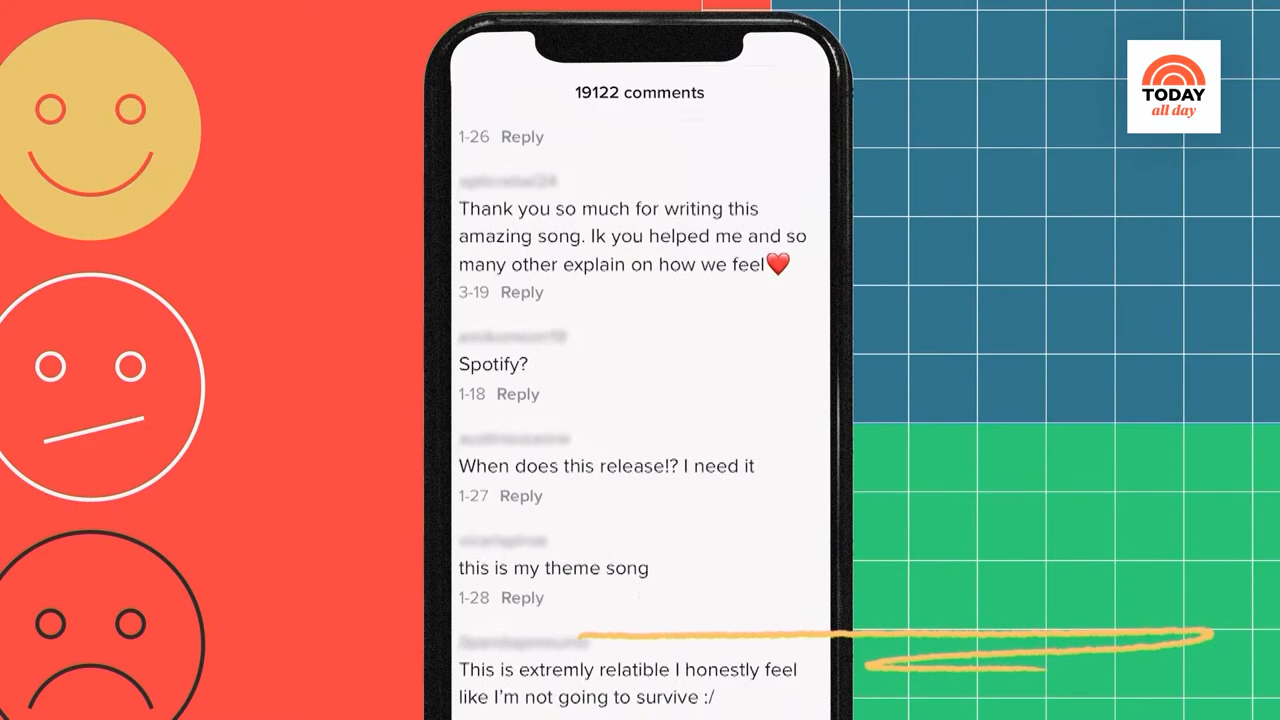 TODAY
all day
19122 comments
1-26 Reply
Thank you so much for writing this
amazing song. Ik you helped me and so
many other explain on how we feel❤️
3-19 Reply
Spotify?
1-18 Reply
When does this release!? I need it
1-27 Reply
this is my theme song
1-28 Reply
This is extremly relatible I honestly feel
like I'm not going to survive :/